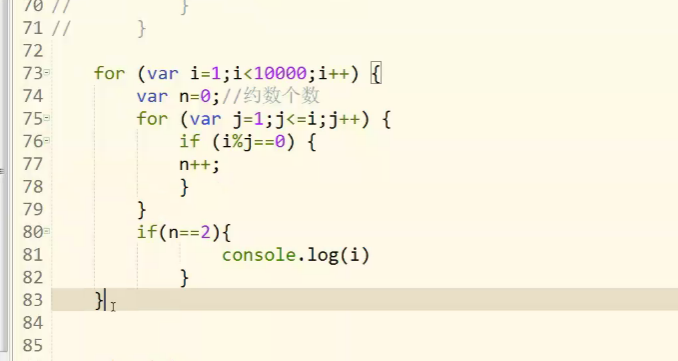 70 // }
71 // }
72
73 for (var i=1;i<10000;i++) {
74 var n=0;//约数个数
75 for (var j=1;j<=i;j++) {
76 if (i%j==0) {
77 n++;
78 }
79 }
80 if(n==2){
81 console.log(i)
82 }
83 }
84
85